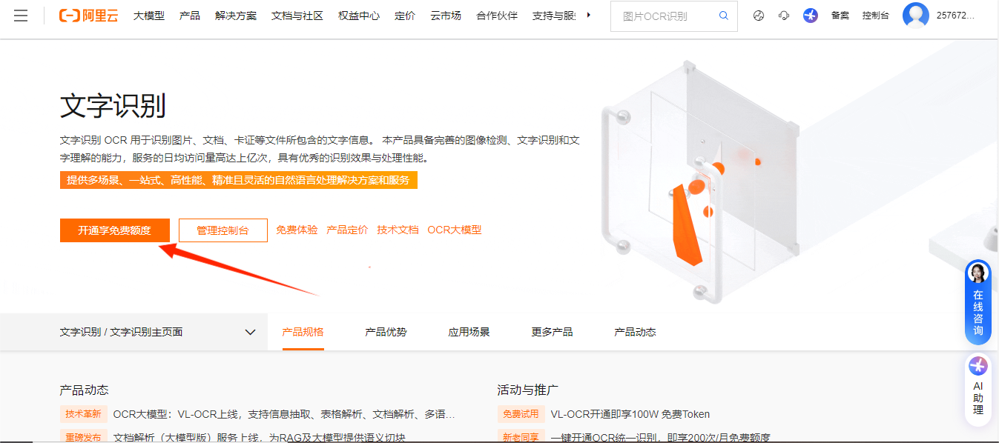 阿里云 大模型 产品 解决方案 文档与社区 权益中心 定价 云市场 合作伙伴 支持与服 图片OCR识别 备案 控制台 257672...
文字识别
文字识别 OCR 用于识别图片、文档、卡证等文件所包含的文字信息。 本产品具备完善的图像检测、文字识别和文
字理解的能力，服务的日均访问量高达上亿次，具有优秀的识别效果与处理性能。
提供多场景、一站式、高性能、精准且灵活的自然语言处理解决方案和服务
开通享免费额度 管理控制台 免费体验 产品定价 技术文档 OCR大模型
在线咨询
文字识别 / 文字识别主页面 产品规格 产品优势 应用场景 更多产品 产品动态
AI助理
产品动态
技术革新 OCR大模型：VL-OCR上线，支持信息抽取、表格解析、文档解析、多语...
重磅发布 文档解析（大模型版）服务上线，为RAG及大模型提供语义切块
活动与推广
免费试用 VL-OCR开通即享100W 免费Token
新老同享 一键开通OCR统一识别，即享200次/月免费额度